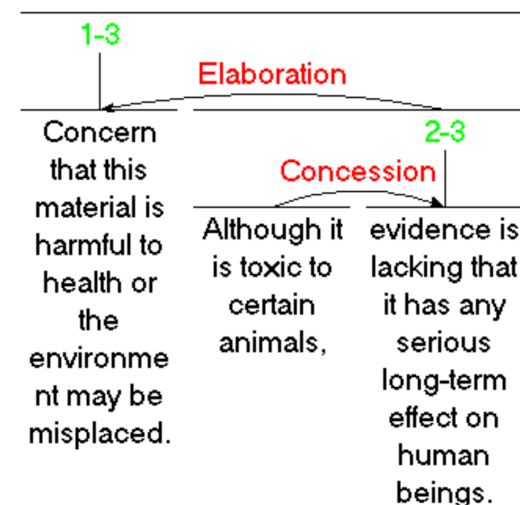 1-3
Elaboration
Concern
that this
material is
harmful to
health or
the
environme
nt may be
misplaced.
2-3
Concession
Although it
is toxic to
certain
animals,
evidence is
lacking that
it has any
serious
long-term
effect on
human
beings.